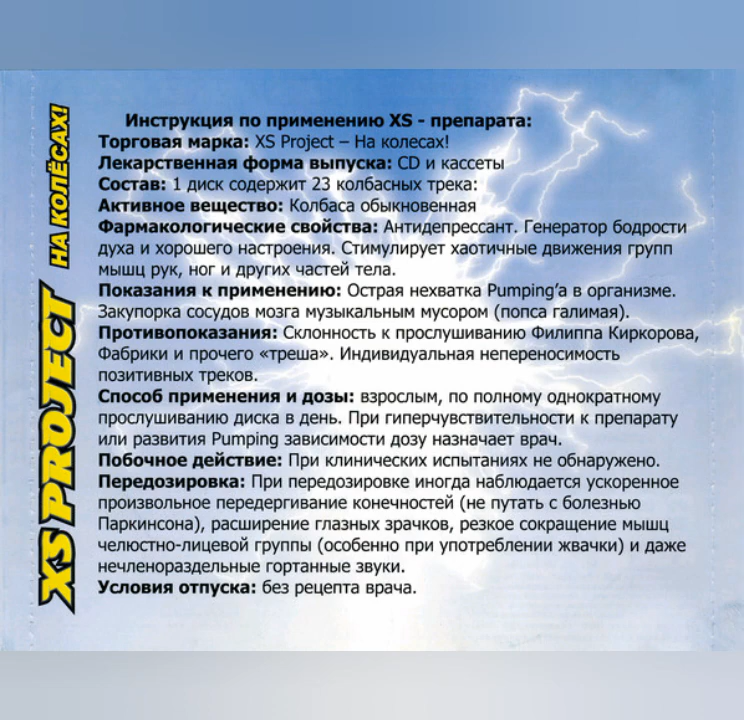 XS PROJECT НА КОЛЁСАХ!
Инструкция по применению XS - препарата:
Торговая марка: XS Project – На колесах!
Лекарственная форма выпуска: CD и кассеты
Состав: 1 диск содержит 23 колбасных трека:
Активное вещество: Колбаса обыкновенная
Фармакологические свойства: Антидепрессант. Генератор бодрости
духа и хорошего настроения. Стимулирует хаотичные движения групп
мышц рук, ног и других частей тела.
Показания к применению: Острая нехватка Pumping’a в организме.
Закупорка сосудов мозга музыкальным мусором (попса галимая).
Противопоказания: Склонность к прослушиванию Филиппа Киркорова,
Фабрики и прочего «треша». Индивидуальная непереносимость
позитивных треков.
Способ применения и дозы: взрослым, по полному однократному
прослушиванию диска в день. При гиперчувствительности к препарату
или развития Pumping зависимости дозу назначает врач.
Побочное действие: При клинических испытаниях не обнаружено.
Передозировка: При передозировке иногда наблюдается ускоренное
произвольное передергивание конечностей (не путать с болезнью
Паркинсона), расширение глазных зрачков, резкое сокращение мышц
челюстно-лицевой группы (особенно при употреблении жвачки) и даже
нечленораздельные гортанные звуки.
Условия отпуска: без рецепта врача.